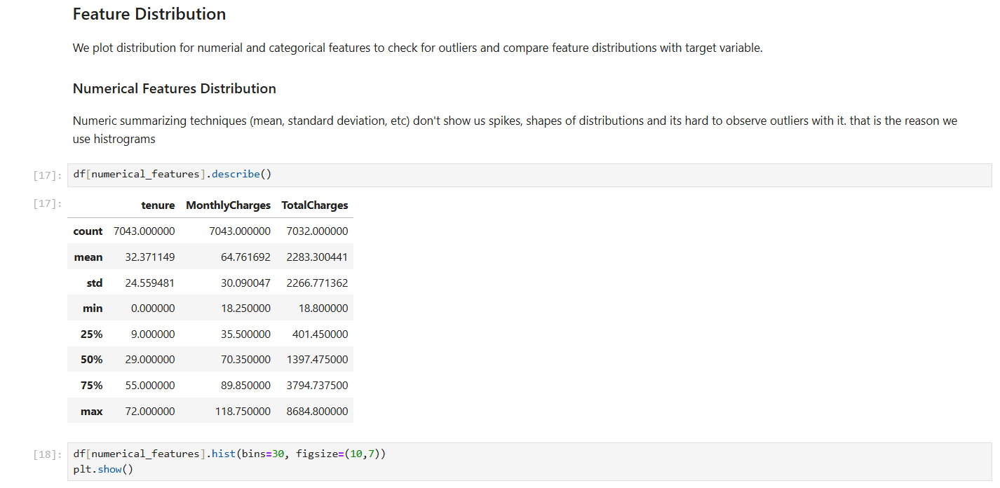 Feature Distribution
We plot distribution for numerial and categorical features to check for outliers and compare feature distributions with target variable.
Numerical Features Distribution
Numeric summarizing techniques (mean, standard deviation, etc) don't show us spikes, shapes of distributions and its hard to observe outliers with it. that is the reason we
use histrograms
[17]: df[numerical_features].describe()
[17]: tenure MonthlyCharges TotalCharges
count 7043.000000 7043.000000 7032.000000
mean 32.371149 64.761692 2283.300441
std 24.559481 30.090047 2266.771362
min 0.000000 18.250000 18.800000
25% 9.000000 35.500000 401.450000
50% 29.000000 70.350000 1397.475000
75% 55.000000 89.850000 3794.737500
max 72.000000 118.750000 8684.800000
[18]: df[numerical_features].hist(bins=30, figsize=(10,7))
plt.show()